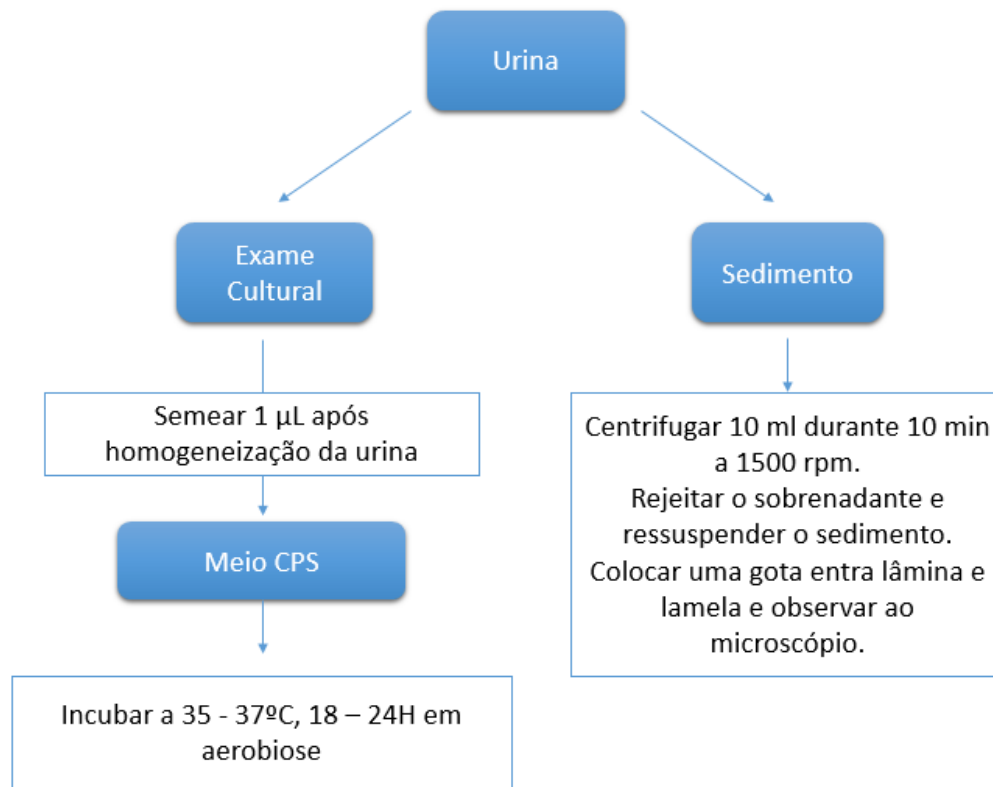 Urina
Exame
Cultural
Semear 1 µL após
homogeneização da urina
Meio CPS
Incubar a 35 - 37ºC, 18 – 24H em
aerobiose
Sedimento
Centrifugar 10 ml durante 10 min
a 1500 rpm.
Rejeitar o sobrenadante e
ressuspender o sedimento.
Colocar uma gota entra lâmina e
lamela e observar ao
microscópio.